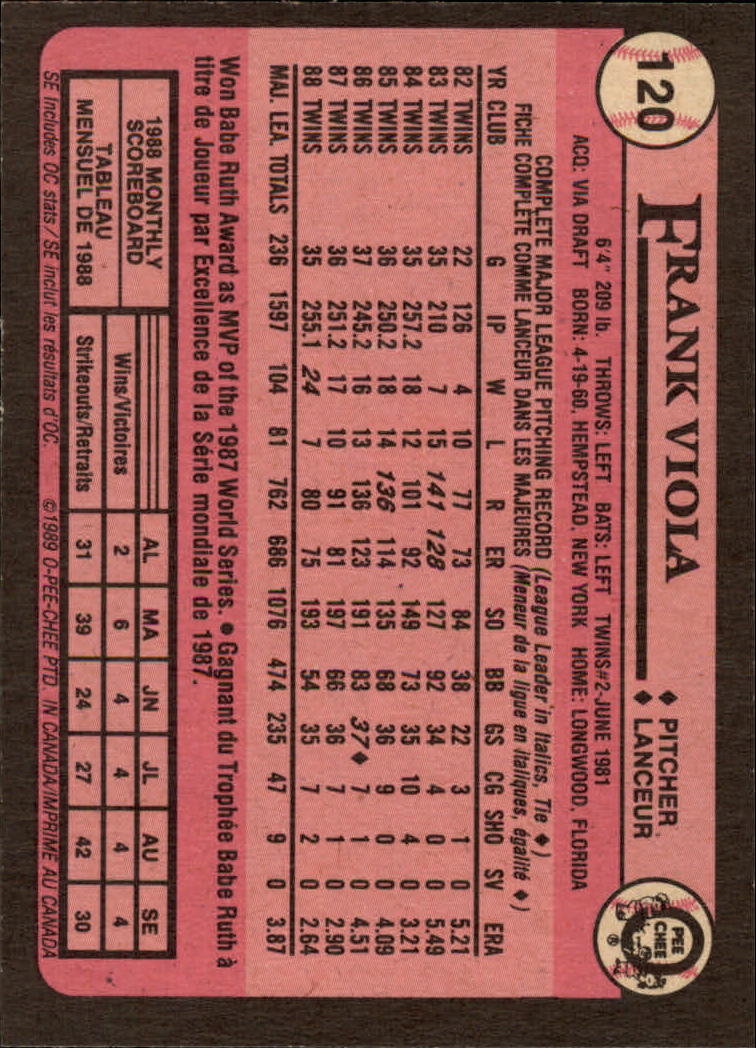 120
FRANK VIOLA
♦ PITCHER
♦ LANCEUR
O PEE CHEE ®
6'4" 209 lb. THROWS: LEFT BATS: LEFT TWINS#2-JUNE 1981
ACQ: VIA DRAFT BORN: 4-19-60, HEMPSTEAD, NEW YORK HOME: LONGWOOD, FLORIDA
COMPLETE MAJOR LEAGUE PITCHING RECORD (League Leader in Italics, Tie ♦)
FICHE COMPLÈTE COMME LANCEUR DANS LES MAJEURES (Meneur de la ligue en italiques, égalité ♦)
YR CLUB G IP W L R ER SO BB GS CG SHO SV ERA
82 TWINS 22 126 4 10 77 73 84 38 22 3 1 0 5.21
83 TWINS 35 210 7 15 141 128 127 92 34 4 0 0 5.49
84 TWINS 35 257.2 18 12 101 92 149 73 35 10 4 0 3.21
85 TWINS 36 250.2 18 14 136 114 135 68 36 9 0 0 4.09
86 TWINS 37 245.2 16 13 136 123 191 83 37♦ 7 1 0 4.51
87 TWINS 36 251.2 17 10 91 81 197 66 36 7 1 0 2.90
88 TWINS 35 255.1 24 7 80 75 193 54 35 7 2 0 2.64
MAJ. LEA. TOTALS 236 1597 104 81 762 686 1076 474 235 47 9 0 3.87
Won Babe Ruth Award as MVP of the 1987 World Series. ● Gagnant du Trophée Babe Ruth à
titre de Joueur par Excellence de la Série mondiale de 1987.
1988 MONTHLY
SCOREBOARD
TABLEAU
MENSUEL DE 1988
AL MA JN JL AU SE
Wins/Victoires 2 6 4 4 4 4
Strikeouts/Retraits 31 39 24 27 42 30
SE includes OC stats / SE inclut les résultats d'OC. ©1989 O-PEE-CHEE PTD. IN CANADA/IMPRIMÉ AU CANADA